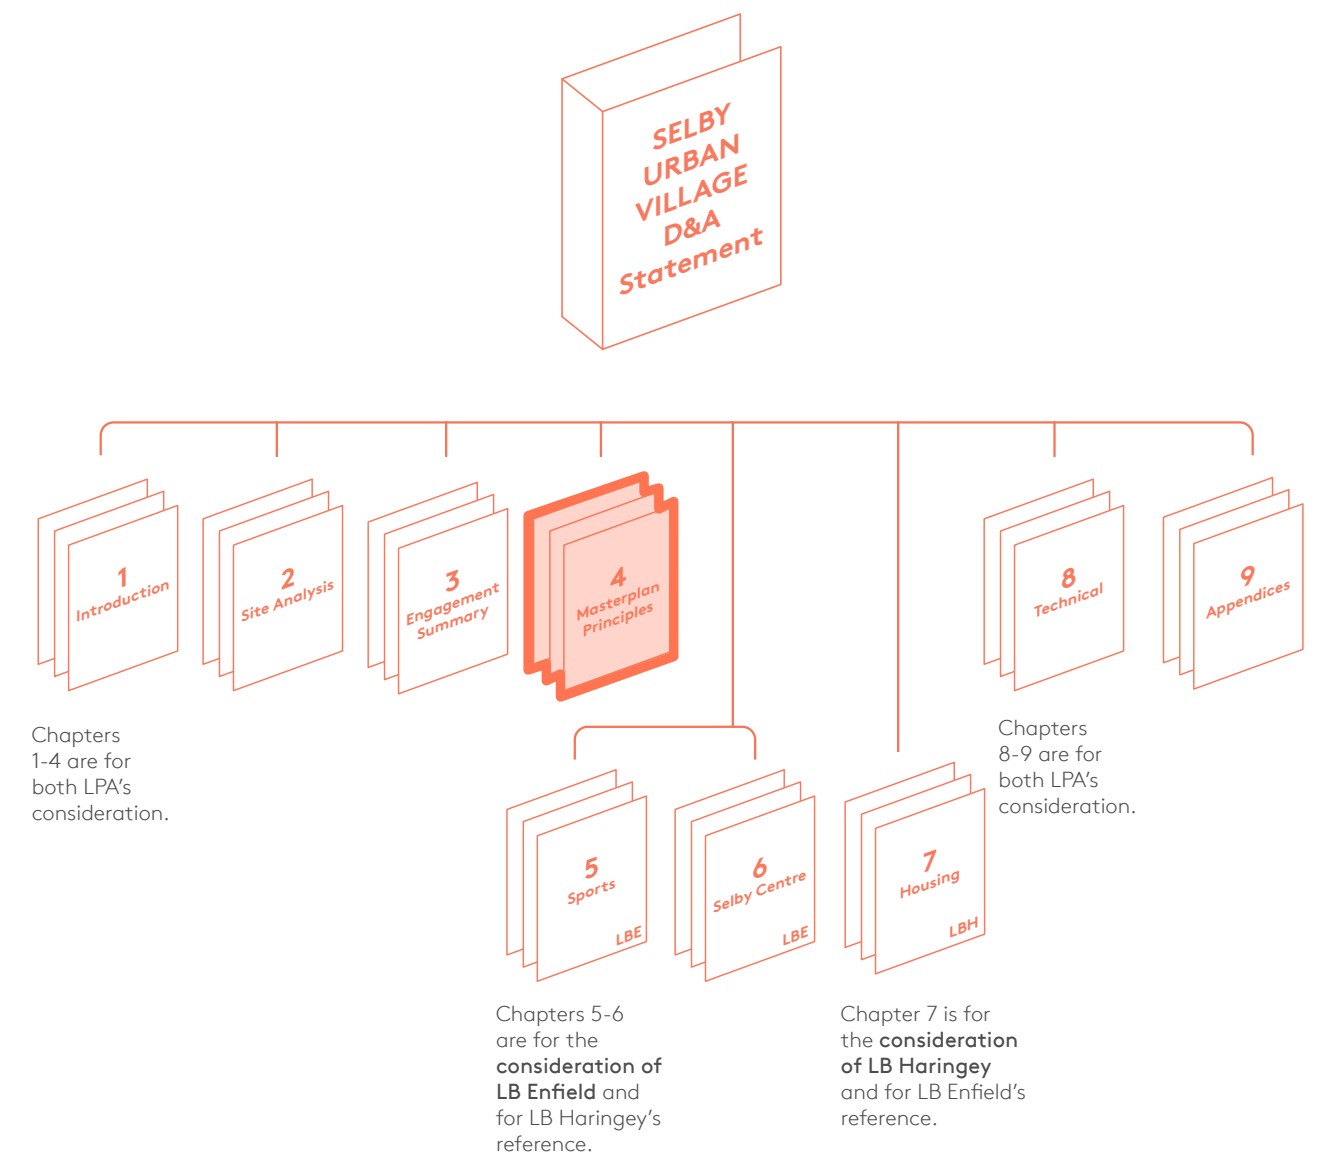 SELBY
URBAN
VILLAGE
D&A
Statement
1
Introduction
2
Site Analysis
3
Engagement
Summary
4
Masterplan
Principles
8
Technical
9
Appendices
Chapters
1-4 are for
both LPA's
consideration.
Chapters
8-9 are for
both LPA's
consideration.
5
Sports
LBE
6
Selby Centre
LBE
7
Housing
LBH
Chapters 5-6
are for the
consideration of
LB Enfield and
for LB Haringey's
reference.
Chapter 7 is for
the consideration
of LB Haringey
and for LB Enfield's
reference.